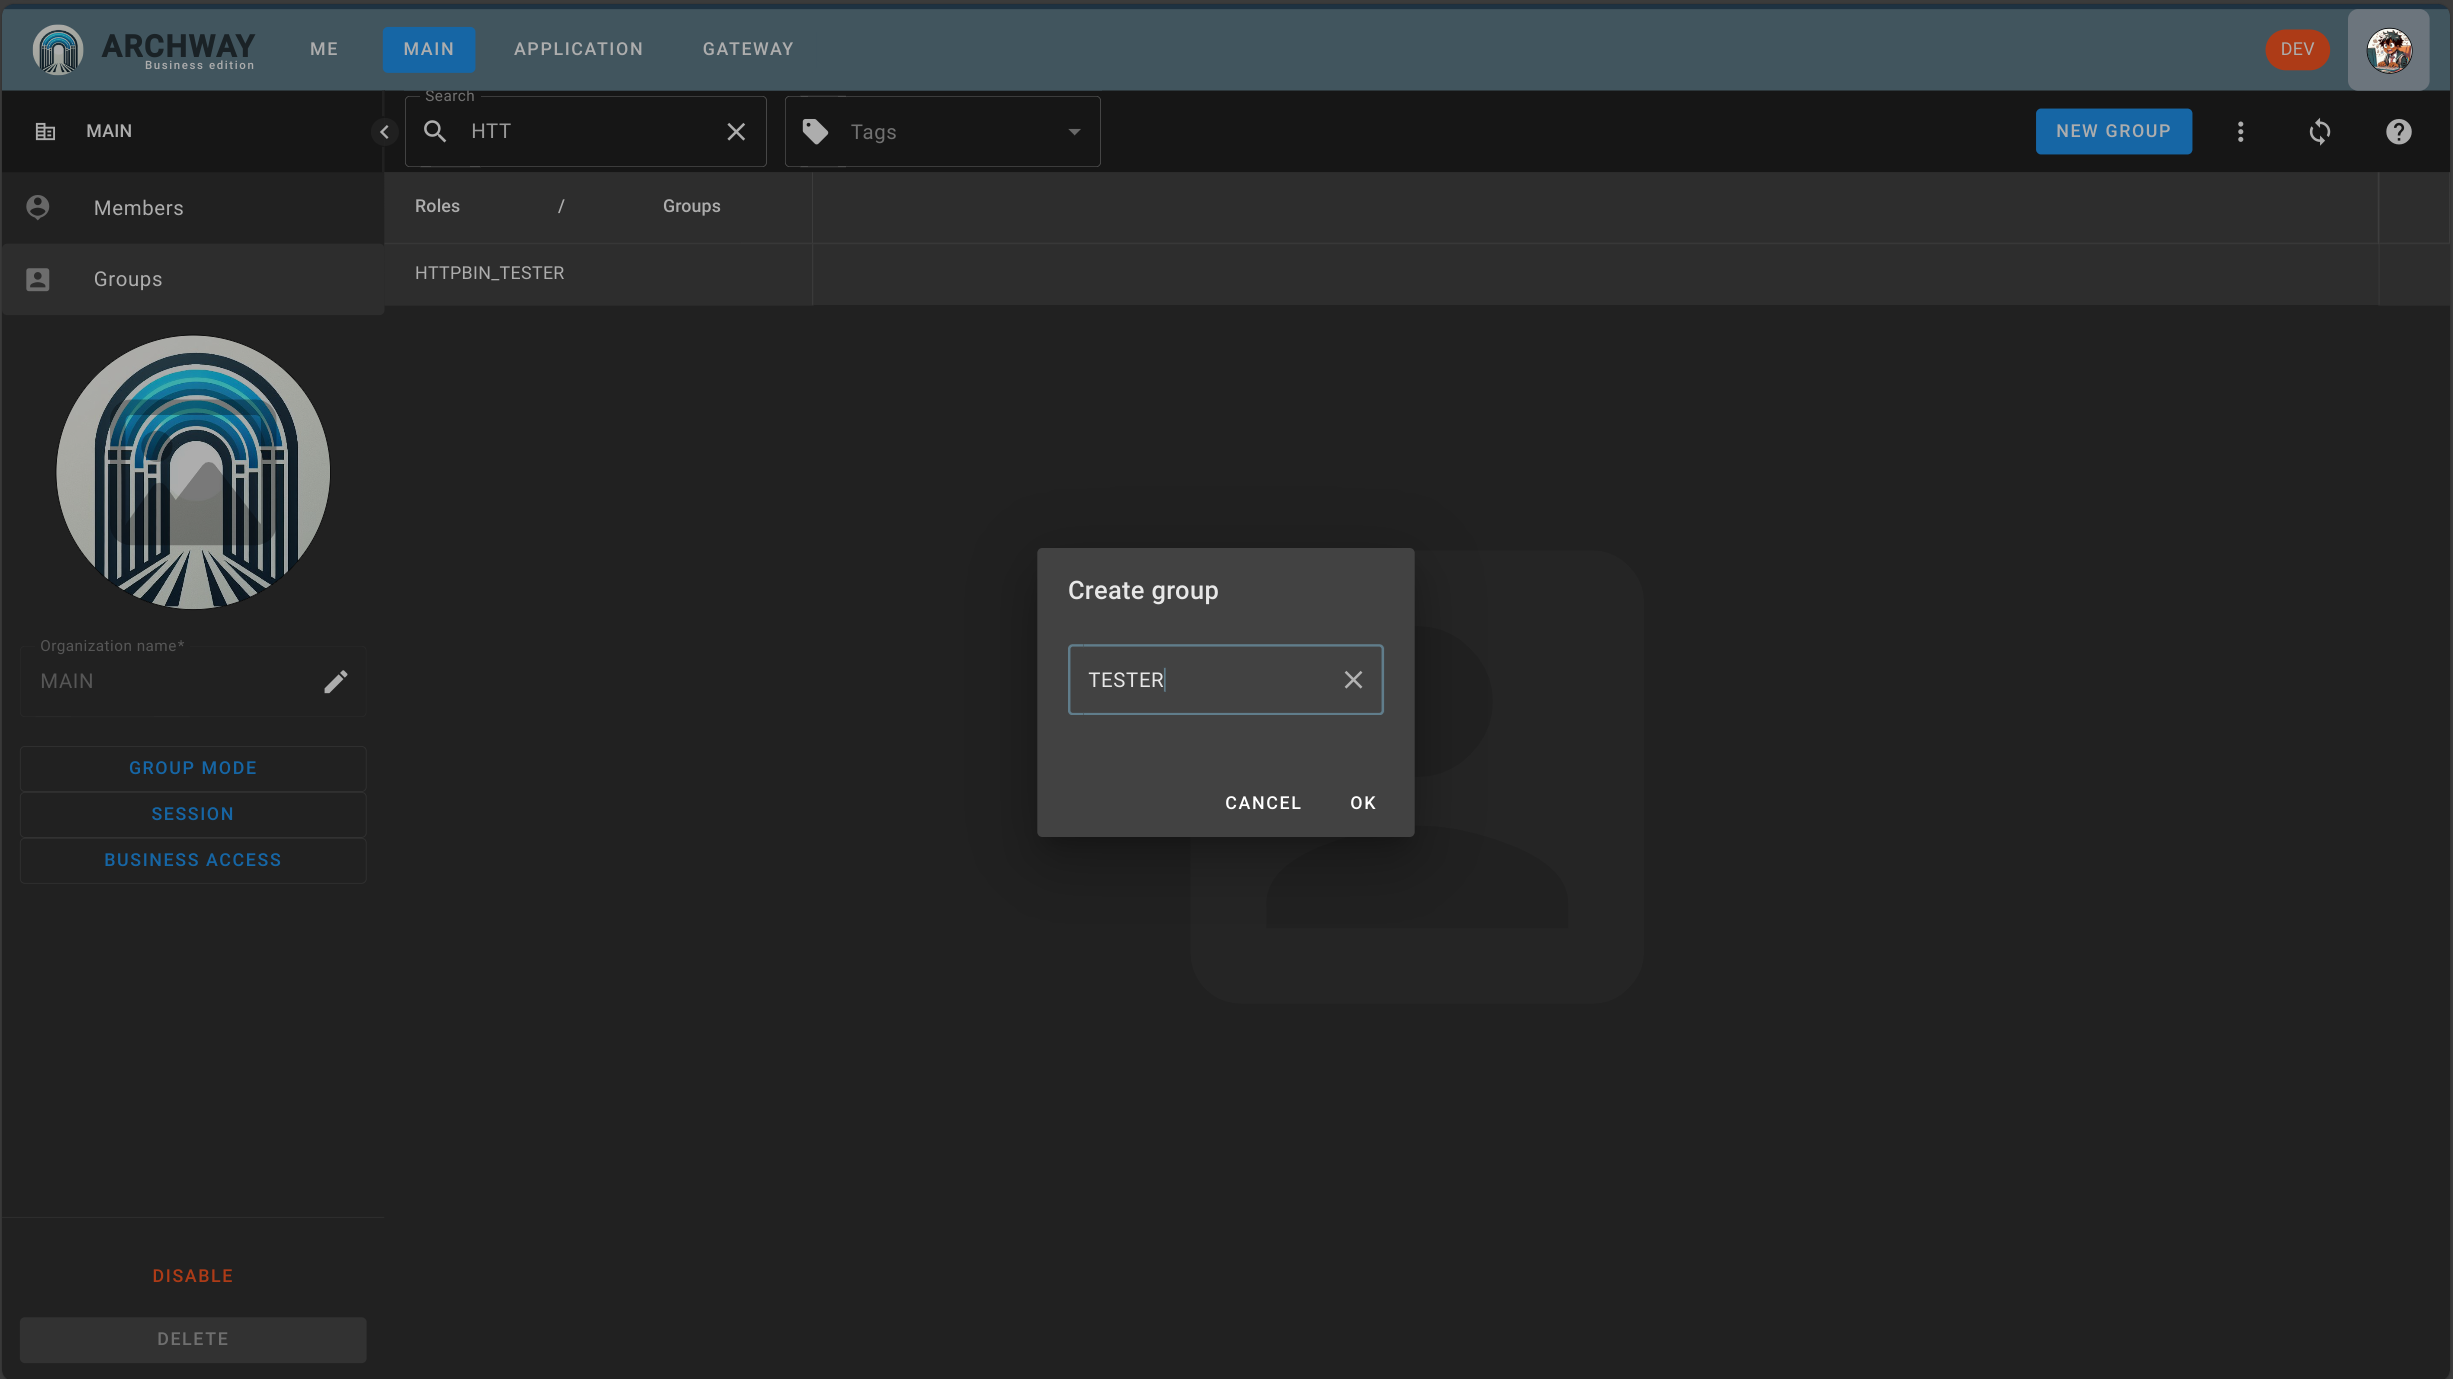 ARCHWAY
Business edition
ME
MAIN
APPLICATION
GATEWAY
DEV
MAIN
Search
HTT
Tags
NEW GROUP
Members
Groups
Roles / Groups
HTTPBIN_TESTER
Organization name*
MAIN
GROUP MODE
SESSION
BUSINESS ACCESS
Create group
TESTER
CANCEL
OK
DISABLE
DELETE